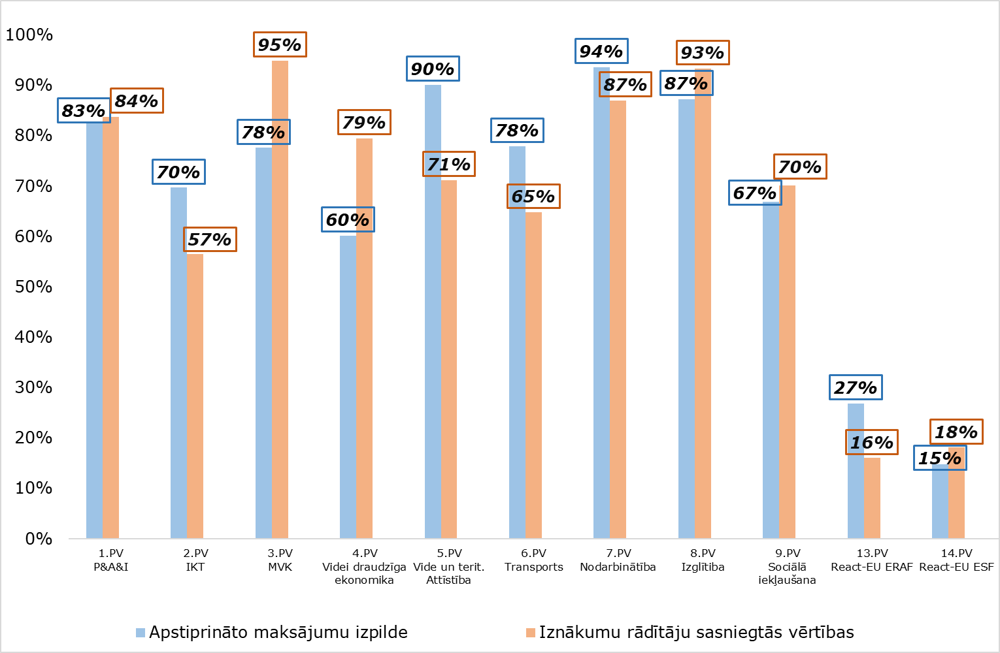 100%
90%
80%
70%
60%
50%
40%
30%
20%
10%
0%
83%
84%
70%
57%
78%
95%
60%
79%
90%
71%
78%
65%
94%
87%
87%
93%
67%
70%
27%
16%
15%
18%
1.PV
P&A&I
2.PV
IKT
3.PV
MVK
4.PV
Videi draudzīga
ekonomika
5.PV
Vide un terit.
Attīstība
6.PV
Transports
7.PV
Nodarbinātība
8.PV
Izglītība
9.PV
Sociālā
iekļaušana
13.PV
React-EU ERAF
14.PV
React-EU ESF
Apstiprināto maksājumu izpilde
Iznākumu rādītāju sasniegtās vērtības